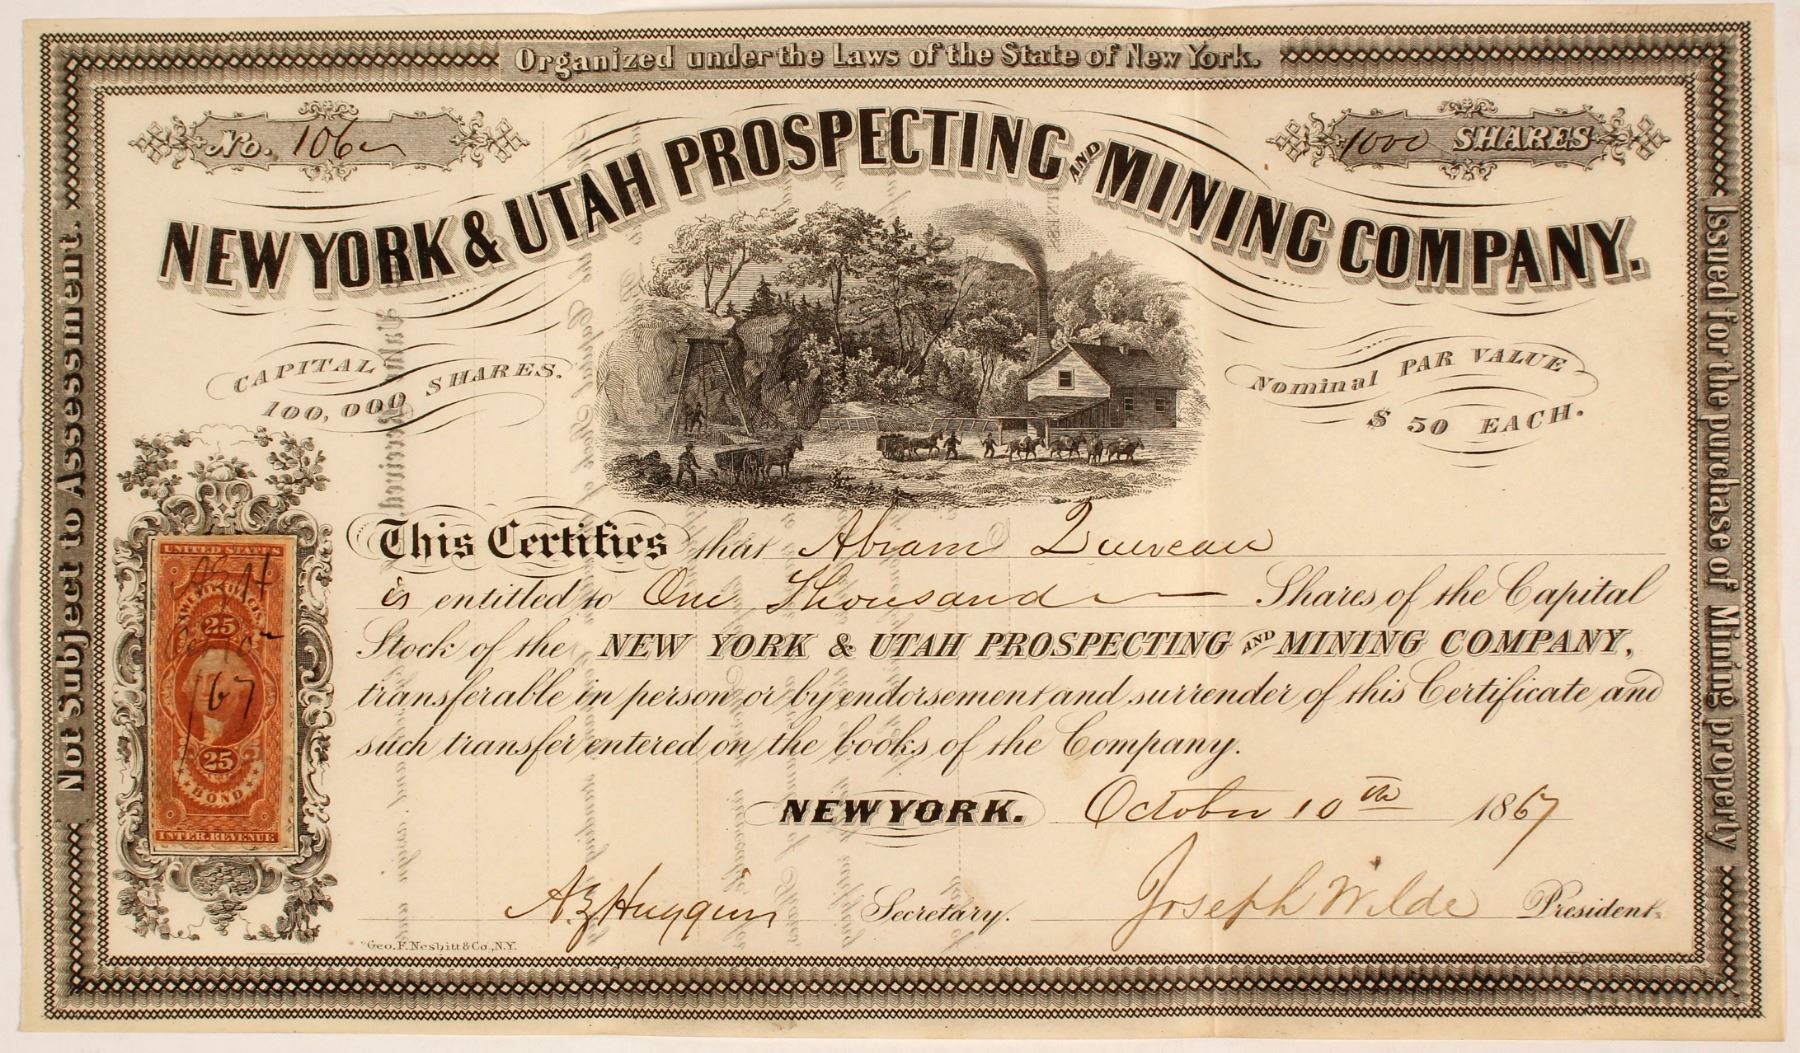 Organized under the Laws of the State of New York.
No. 106
1000 SHARES
NEW YORK & UTAH PROSPECTING AND MINING COMPANY.
CAPITAL
100,000 SHARES.
Nominal PAR VALUE
$ 50 EACH.
Not Subject to Assessment.
Issued for the purchase of Mining property
This Certifies that Abram
is entitled to One Thousand Shares of the Capital
Stock of the NEW YORK & UTAH PROSPECTING AND MINING COMPANY,
transferable in person or by endorsement and surrender of this Certificate and
such transfer entered on the books of the Company.
NEW YORK. October 10th 1867
Huggins Secretary. Joseph Wilde President.
Geo. F. Nesbitt & Co., N.Y.
UNITED STATES
25
Oct 10
/67
25
BOND
INTER. REVENUE